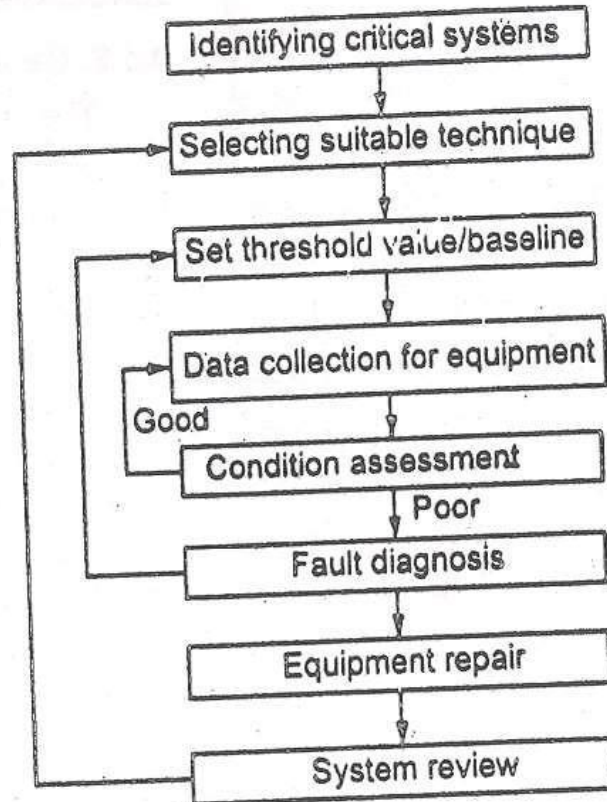 Identifying critical systems
Selecting suitable technique
Set threshold value/baseline
Data collection for equipment
Good
Condition assessment
Poor
Fault diagnosis
Equipment repair
System review